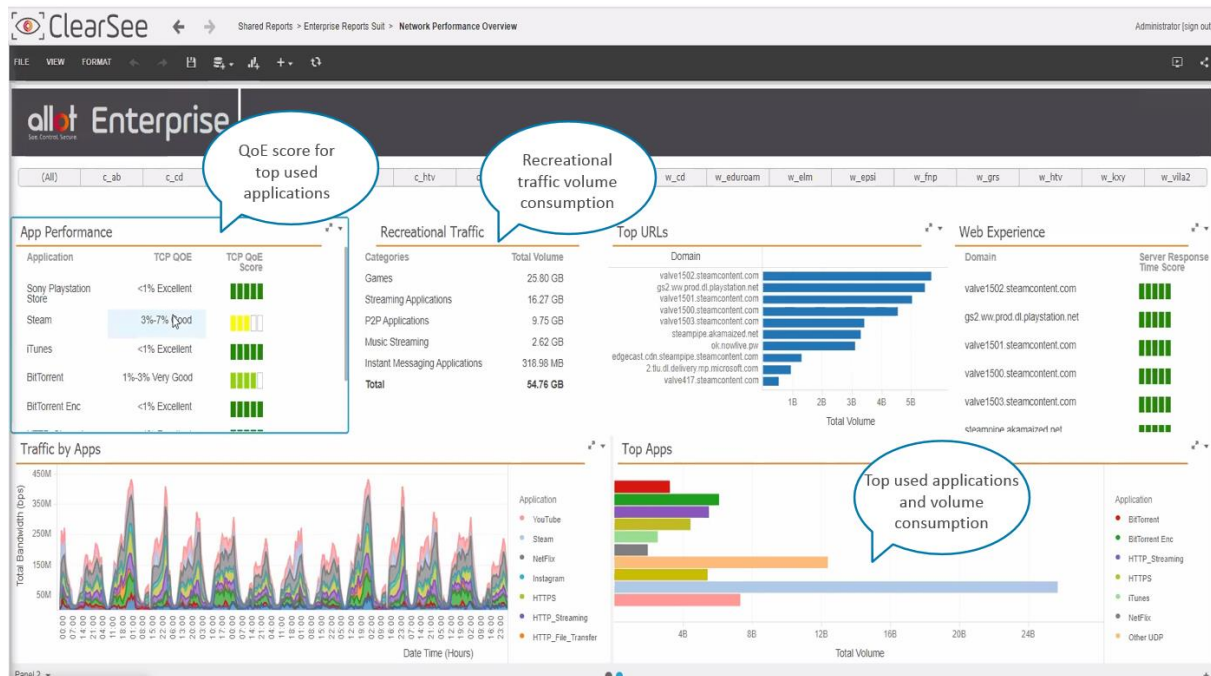 ClearSee
Shared Reports > Enterprise Reports Suit > Network Performance Overview
Administrator [sign out
FILE VIEW FORMAT
allot Enterprise
See. Control. Secure.
QoE score for
top used
applications
Recreational
traffic volume
consumption
(All) c_ab c_cd c_htv w_cd w_eduroam w_elm w_epsi w_fnp w_grs w_htv w_kxy w_vila2
App Performance
Application TCP QOE TCP QoE
Score
Sony Playstation
Store
<1% Excellent
Steam 3%-7% Good
iTunes <1% Excellent
BitTorrent 1%-3% Very Good
BitTorrent Enc <1% Excellent
Recreational Traffic
Categories Total Volume
Games 25.80 GB
Streaming Applications 16.27 GB
P2P Applications 9.75 GB
Music Streaming 2.62 GB
Instant Messaging Applications 318.98 MB
Total 54.76 GB
Top URLs
Domain
valve1502.steamcontent.com
gs2.ww.prod.dl.playstation.net
valve1501.steamcontent.com
valve1500.steamcontent.com
valve1503.steamcontent.com
steampipe.akamaized.net
ok.nowlive.pw
edgecast.cdn.steampipe.steamcontent.com
2.tlu.dl.delivery.mp.microsoft.com
valve417.steamcontent.com
1B 2B 3B 4B 5B
Total Volume
Web Experience
Domain Server Response
Time Score
valve1502.steamcontent.com
gs2.ww.prod.dl.playstation.net
valve1501.steamcontent.com
valve1500.steamcontent.com
valve1503.steamcontent.com
steampipe.akamaized.net
Traffic by Apps
Total Bandwidth (bps)
450M
350M
250M
150M
50M
Date Time (Hours)
Application
YouTube
Steam
NetFlix
Instagram
HTTPS
HTTP_Streaming
HTTP_File_Transfer
Top Apps
Top used applications
and volume
consumption
4B 8B 12B 16B 20B 24B
Total Volume
Application
BitTorrent
BitTorrent Enc
HTTP_Streaming
HTTPS
iTunes
NetFlix
Other UDP
Panel 2